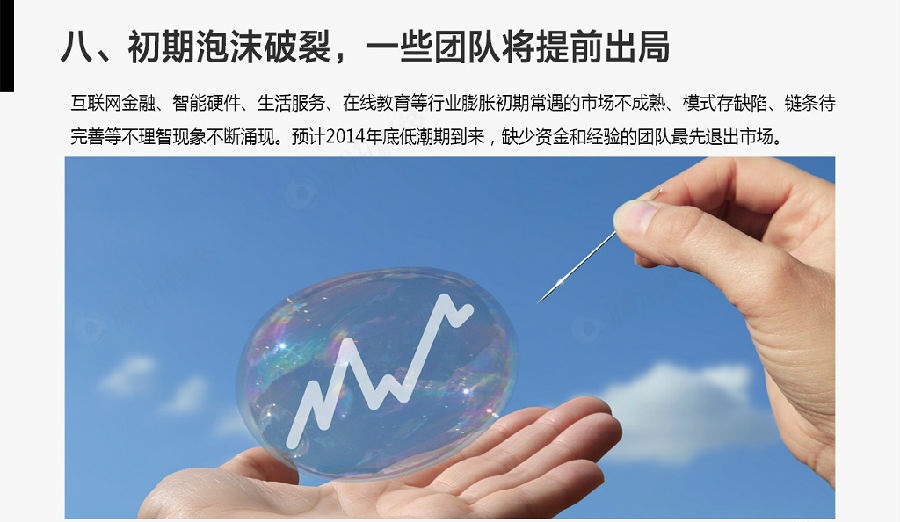 八、初期泡沫破裂，一些团队将提前出局
互联网金融、智能硬件、生活服务、在线教育等行业膨胀初期常遇的市场不成熟、模式存缺陷、链条待
完善等不理智现象不断涌现。预计2014年底低潮期到来，缺少资金和经验的团队最先退出市场。